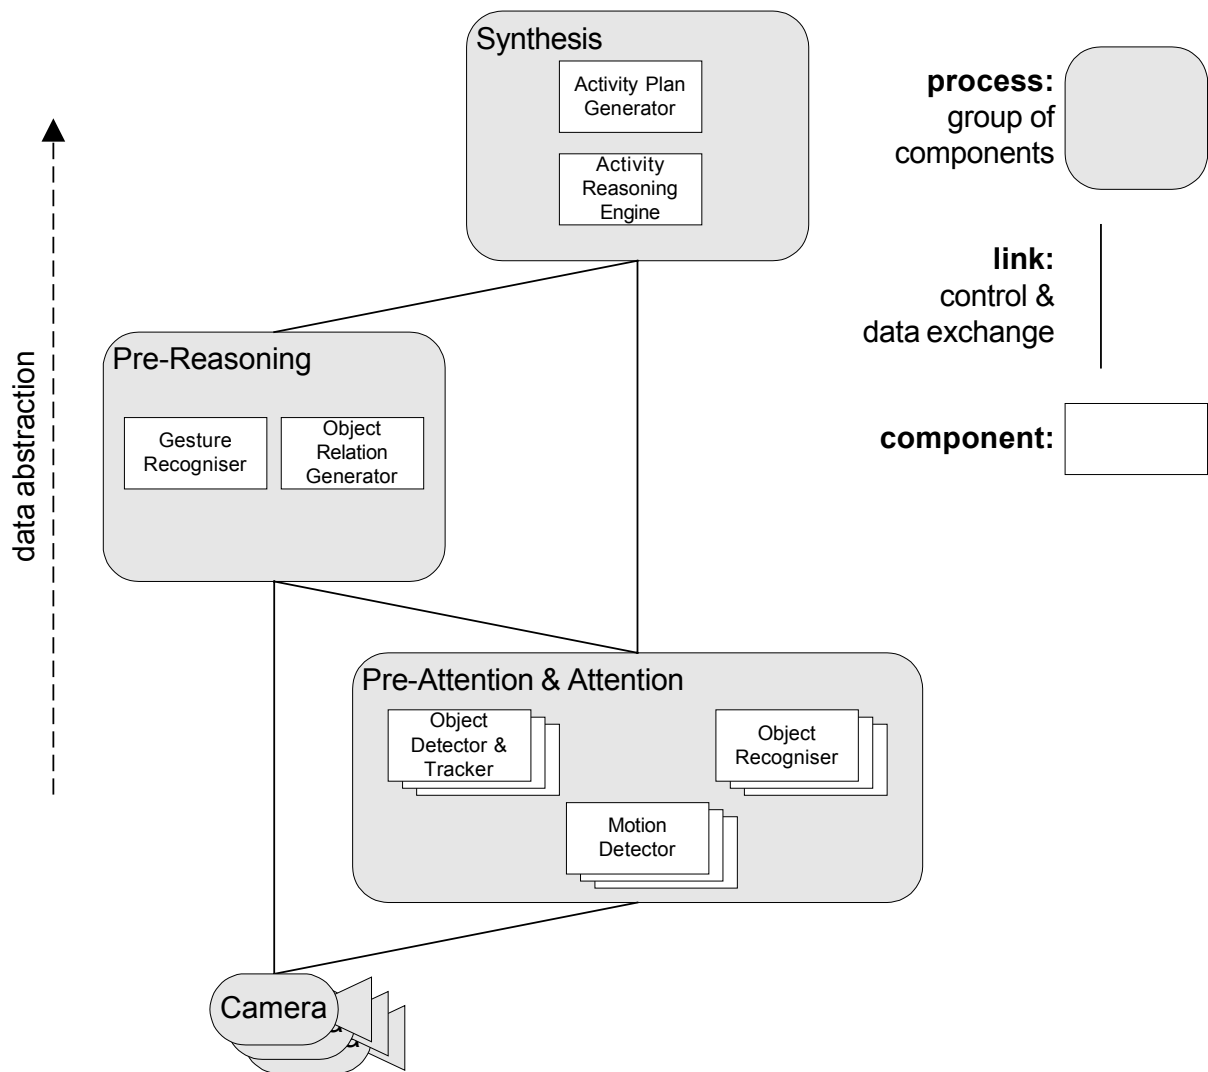 Synthesis
Activity Plan
Generator
Activity
Reasoning
Engine
process:
group of
components
link:
control &
data exchange
component:
data abstraction
Pre-Reasoning
Gesture
Recogniser
Object
Relation
Generator
Pre-Attention & Attention
Object
Detector &
Tracker
Object
Recogniser
Motion
Detector
Camera